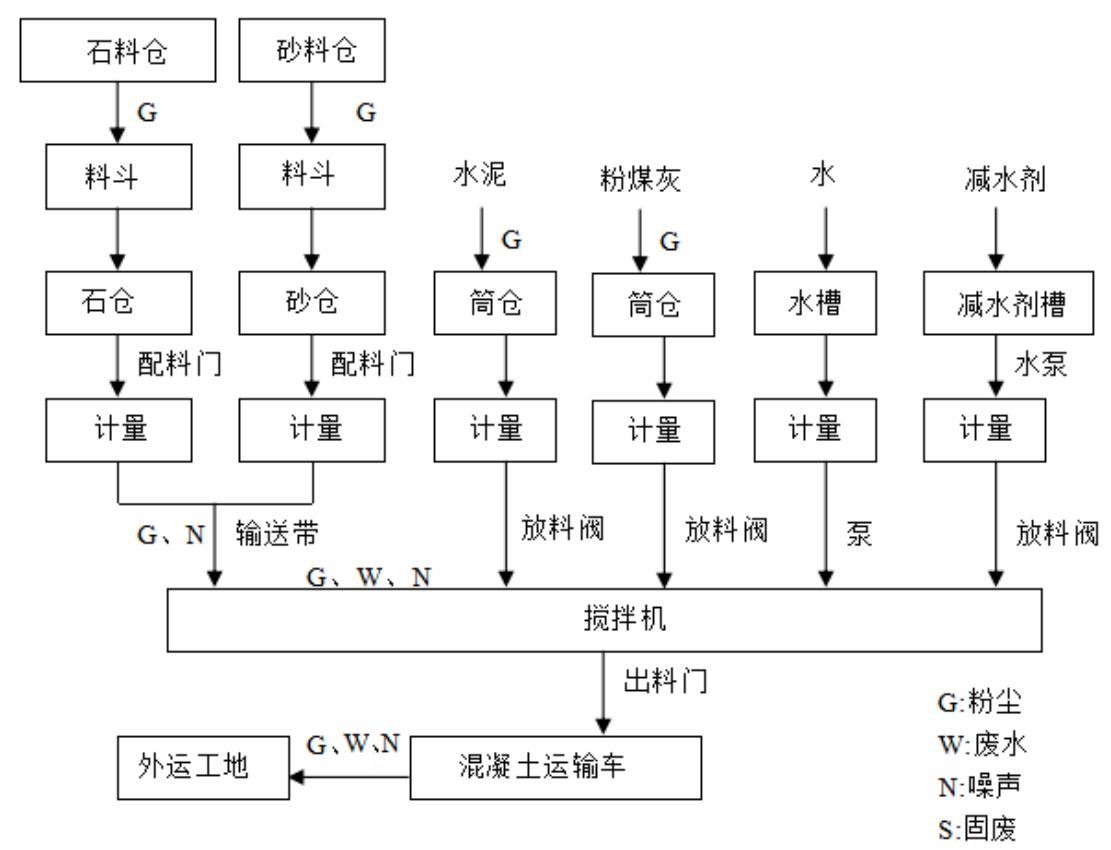 石料仓
砂料仓
G
G
料斗
料斗
水泥
粉煤灰
水
减水剂
G
G
石仓
砂仓
筒仓
筒仓
水槽
减水剂槽
配料门
配料门
水泵
计量
计量
计量
计量
计量
计量
G、N
输送带
放料阀
放料阀
泵
放料阀
G、W、N
搅拌机
出料门
G:粉尘
W:废水
N:噪声
S:固废
G、W、N
外运工地
混凝土运输车